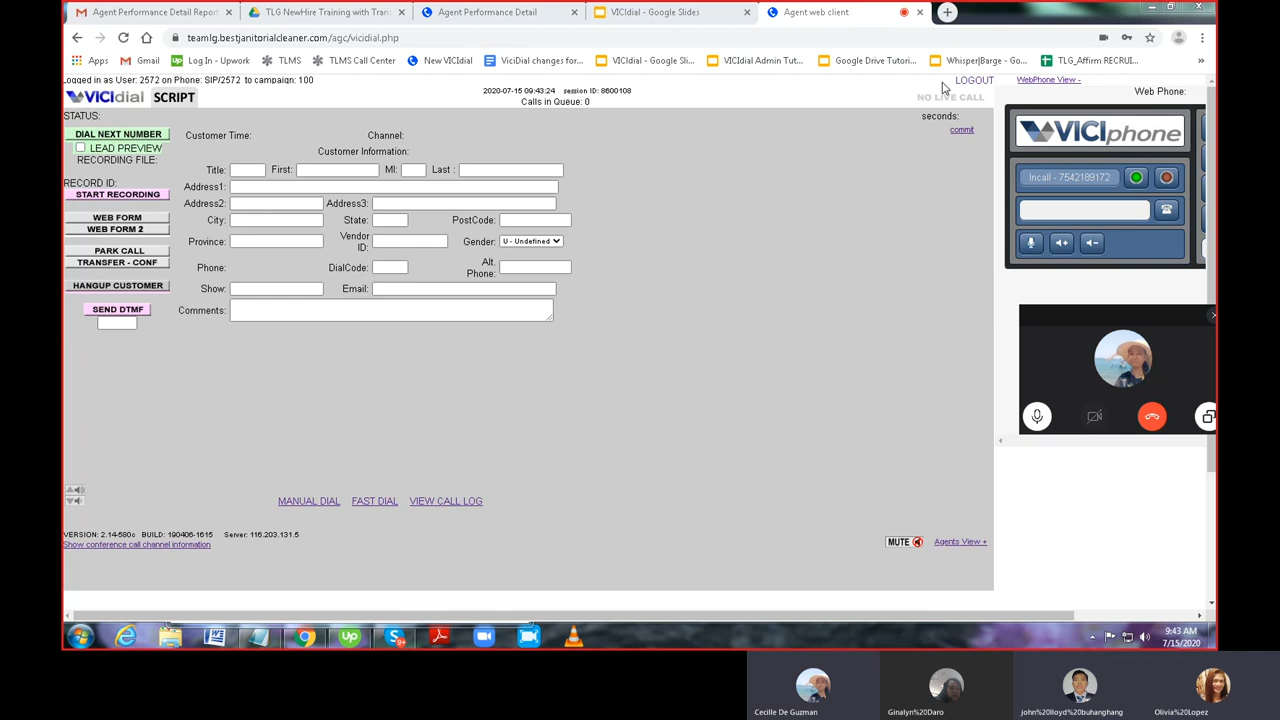 Agent Performance Detail Report
TLG NewHire Training with Tran
Agent Performance Detail
VICIdial - Google Slides
Agent web client
teamlg.bestjanitorialcleaner.com/agc/vicidial.php
Apps
Gmail
Log In - Upwork
TLMS
TLMS Call Center
New VICIdial
Vicidial changes for...
VICIdial - Google Sli...
VICIdial Admin Tut...
Google Drive Tutori...
Whisper|Barge - Go...
TLG_Affirm RECRUI...
Logged in as User: 2572 on Phone: SIP/2572 to campaign: 100
LOGOUT
WebPhone View -
VICIdial SCRIPT
2020-07-15 09:43:24 session ID: 8600108
Calls in Queue: 0
NO LIVE CALL
Web Phone:
STATUS:
seconds:
DIAL NEXT NUMBER
Customer Time:
Channel:
commit
VICIphone
LEAD PREVIEW
Customer Information:
RECORDING FILE:
Title:
First:
MI:
Last :
Incall - 7542189172
RECORD ID:
Address1:
START RECORDING
Address2:
Address3:
WEB FORM
City:
State:
PostCode:
WEB FORM 2
Province:
Vendor
ID:
Gender:
U - Undefined
PARK CALL
TRANSFER - CONF
Phone:
DialCode:
Alt.
Phone:
HANGUP CUSTOMER
Show:
Email:
SEND DTMF
Comments:
MANUAL DIAL
FAST DIAL
VIEW CALL LOG
VERSION: 2.14-580c BUILD: 190406-1615 Server: 116.203.131.5
Show conference call channel information
MUTE
Agents View +
Up
9+
9:43 AM
7/15/2020
Cecille De Guzman
Ginalyn%20Daro
john%20lloyd%20buhanghang
Olivia%20Lopez